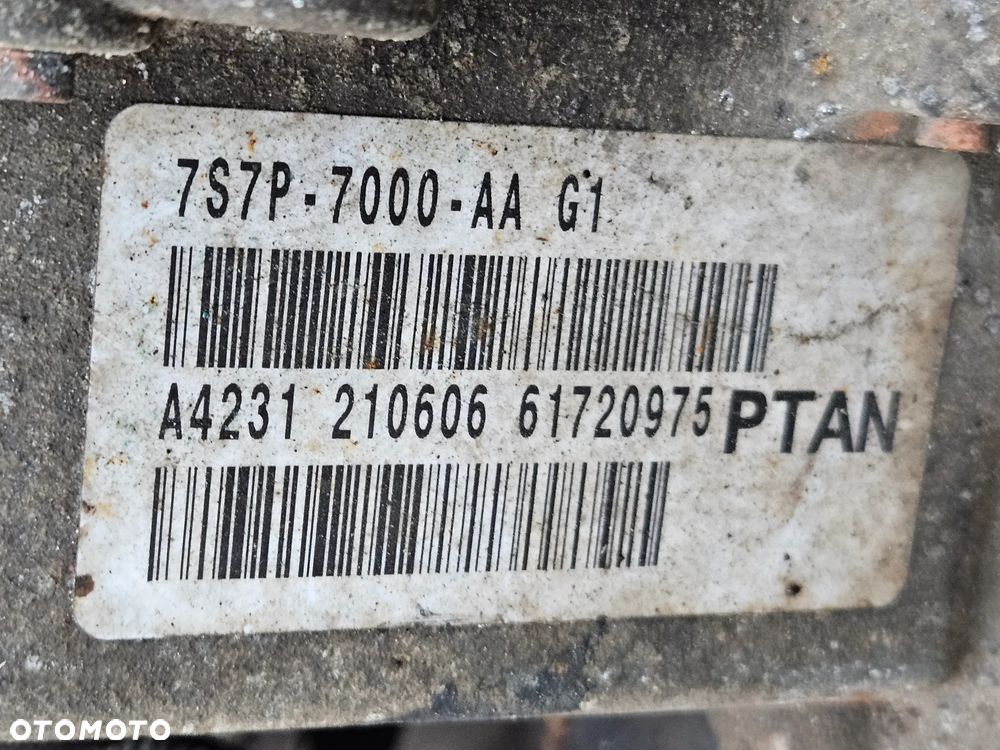 7S7P-7000-AA G1
A4231 210606 61720975 PTAN
OTOMOTO